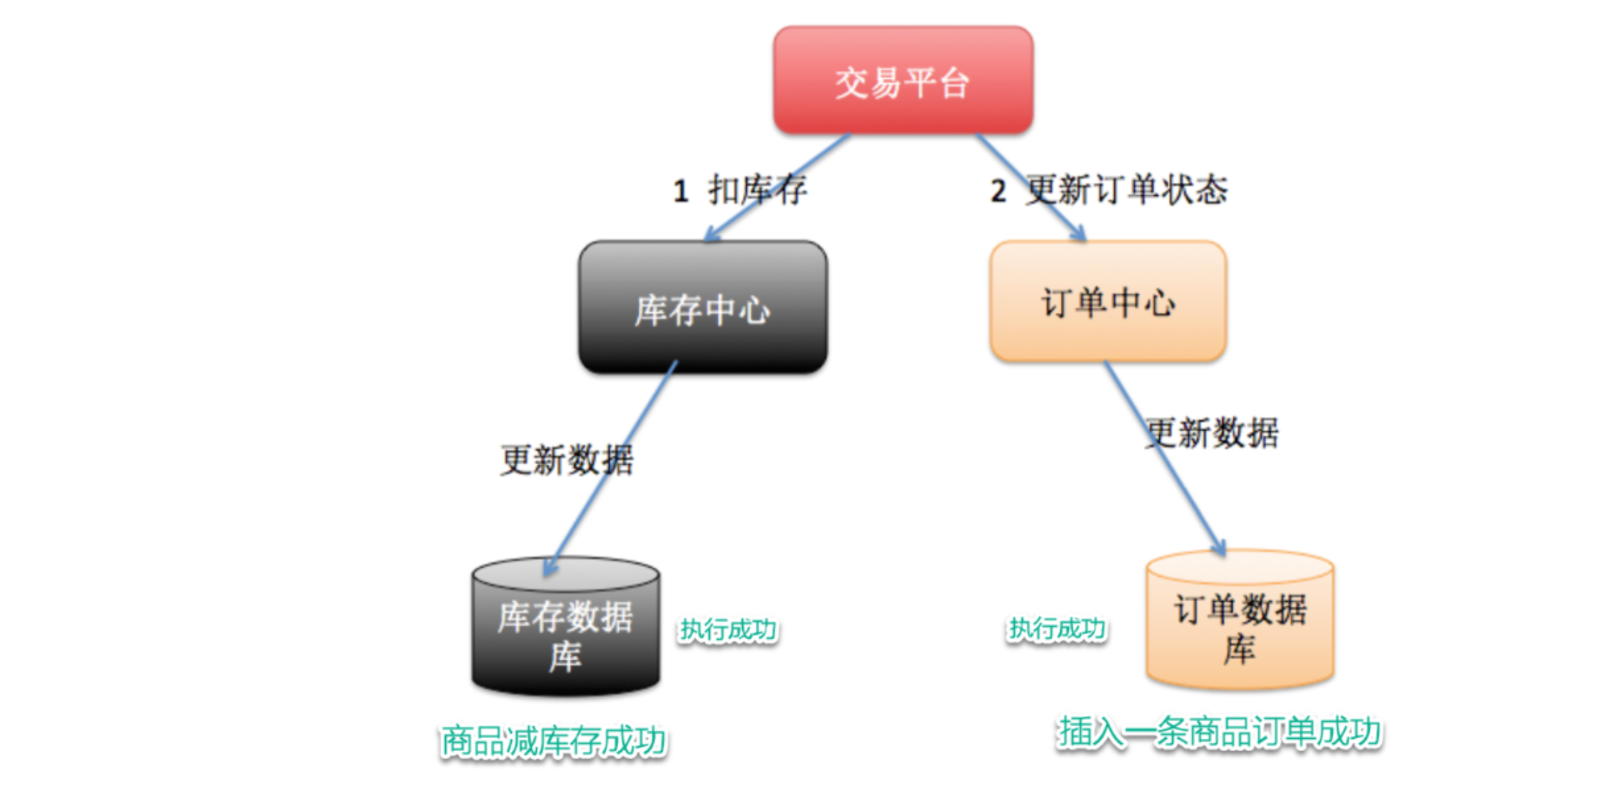 交易平台
1 扣库存
2 更新订单状态
库存中心
订单中心
更新数据
更新数据
库存数据
库
执行成功
执行成功
订单数据
库
商品减库存成功
插入一条商品订单成功